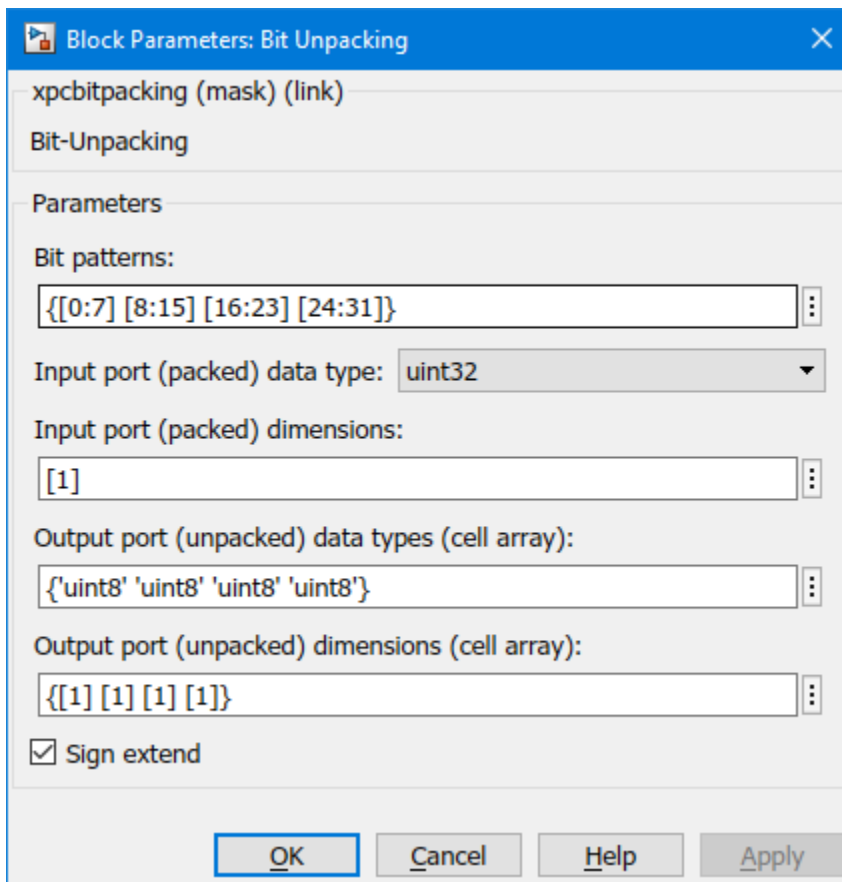 Block Parameters: Bit Unpacking
xpcbitpacking (mask) (link)
Bit-Unpacking
Parameters
Bit patterns:
{[0:7] [8:15] [16:23] [24:31]}
Input port (packed) data type: uint32
Input port (packed) dimensions:
[1]
Output port (unpacked) data types (cell array):
{'uint8' 'uint8' 'uint8' 'uint8'}
Output port (unpacked) dimensions (cell array):
{[1] [1] [1] [1]}
Sign extend
OK Cancel Help Apply